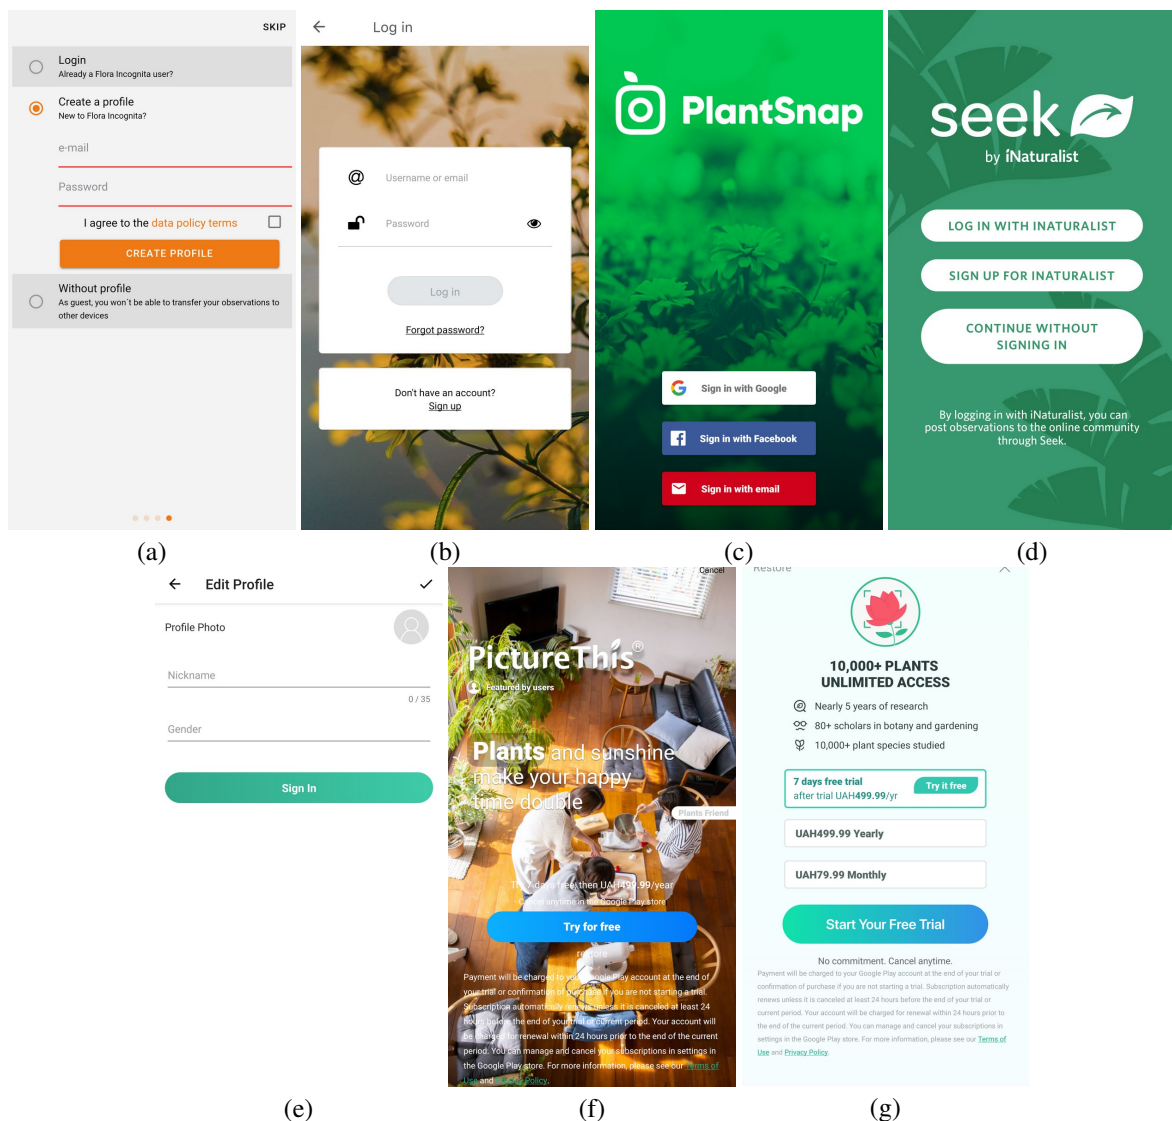 SKIP
Login
Already a Flora Incognita user?
Create a profile
New to Flora Incognita?
e-mail
Password
I agree to the data policy terms
CREATE PROFILE
Without profile
As guest, you won´t be able to transfer your observations to
other devices
(a)
Log in
@ Username or email
Password
Log in
Forgot password?
Don't have an account?
Sign up
(b)
PlantSnap
Sign in with Google
Sign in with Facebook
Sign in with email
(c)
seek
by iNaturalist
LOG IN WITH INATURALIST
SIGN UP FOR INATURALIST
CONTINUE WITHOUT
SIGNING IN
By logging in with iNaturalist, you can
post observations to the online community
through Seek.
(d)
Edit Profile
Profile Photo
Nickname
0 / 35
Gender
Sign In
(e)
Cancel
PictureThis®
Featured by users
Plants and sunshine
make your happy
time double
Plants Friend
Try 7 days free, then UAH499.99/year
Cancel anytime in the Google Play store
Try for free
restore
Payment will be charged to your Google Play account at the end of
your trial or confirmation of purchase if you are not starting a trial.
Subscription automatically renews unless it is canceled at least 24
hours before the end of your trial or current period. Your account will
be charged for renewal within 24 hours prior to the end of the current
period. You can manage and cancel your subscriptions in settings in
the Google Play store. For more information, please see our Terms of
Use and Privacy Policy.
(f)
Restore
10,000+ PLANTS
UNLIMITED ACCESS
Nearly 5 years of research
80+ scholars in botany and gardening
10,000+ plant species studied
7 days free trial
after trial UAH499.99/yr
Try it free
UAH499.99 Yearly
UAH79.99 Monthly
Start Your Free Trial
No commitment. Cancel anytime.
Payment will be charged to your Google Play account at the end of your trial or
confirmation of purchase if you are not starting a trial. Subscription automatically
renews unless it is canceled at least 24 hours before the end of your trial or
current period. Your account will be charged for renewal within 24 hours prior to
the end of the current period. You can manage and cancel your subscriptions in
settings in the Google Play store. For more information, please see our Terms of
Use and Privacy Policy.
(g)